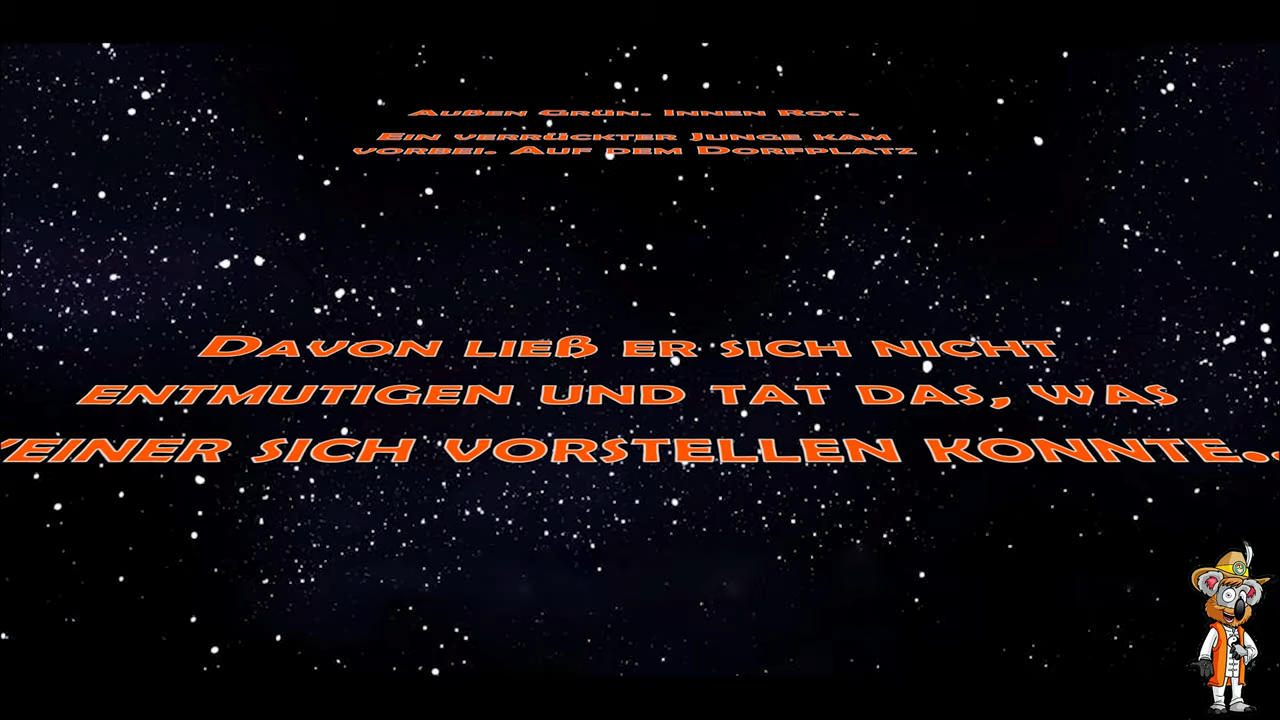 Außen Grün. Innen Rot.
Ein verrückter Junge kam
vorbei. Auf dem Dorfplatz
Davon ließ er sich nicht
entmutigen und tat das, was
sich vorstellen konnte..